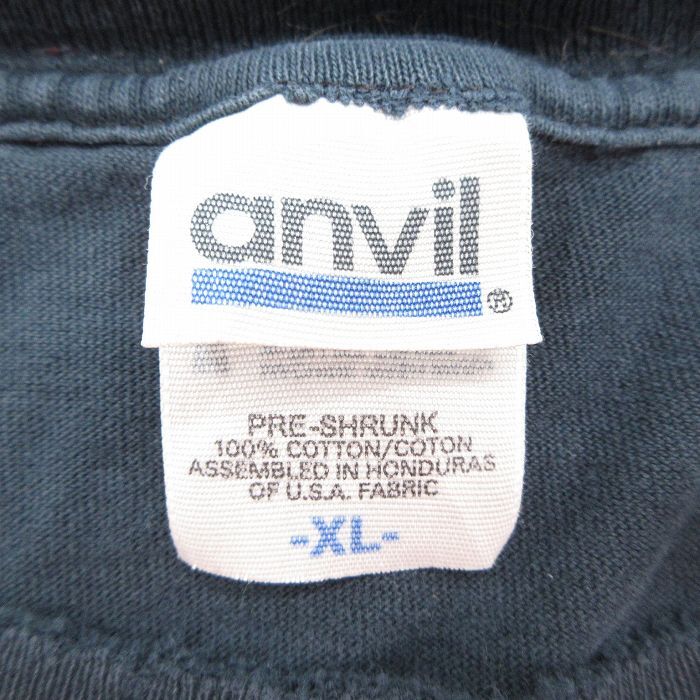 anvil
®
PRE-SHRUNK
100% COTTON/COTON
ASSEMBLED IN HONDURAS
OF U.S.A. FABRIC
-XL-